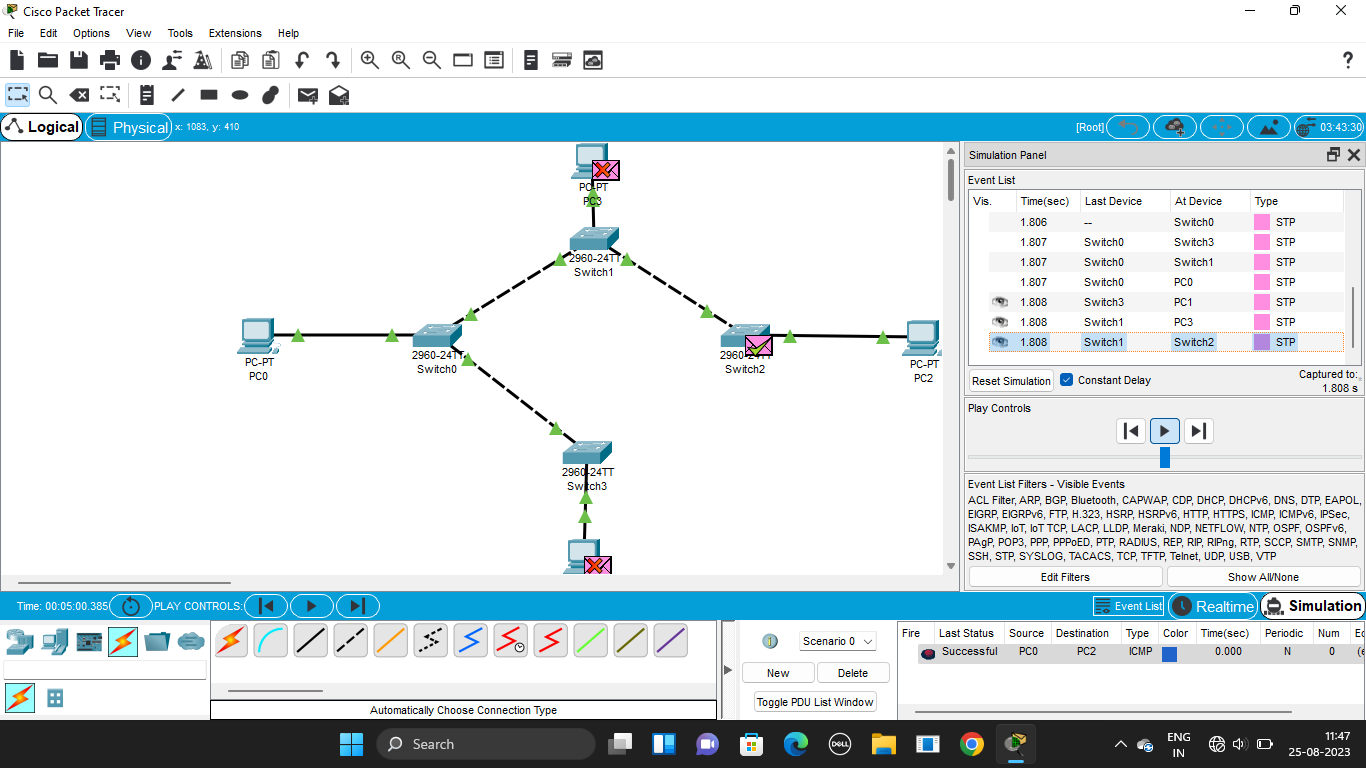 Cisco Packet Tracer
File Edit Options View Tools Extensions Help
Logical Physical x: 1083, y: 410 [Root] 03:43:30
PC-PT
PC3
2960-24TT
Switch1
PC-PT
PC0
2960-24TT
Switch0
2960-24TT
Switch2
PC-PT
PC2
2960-24TT
Switch3
Simulation Panel
Event List
Vis. Time(sec) Last Device At Device Type
1.806 -- Switch0 STP
1.807 Switch0 Switch3 STP
1.807 Switch0 Switch1 STP
1.807 Switch0 PC0 STP
1.808 Switch3 PC1 STP
1.808 Switch1 PC3 STP
1.808 Switch1 Switch2 STP
Reset Simulation Constant Delay Captured to:
1.808 s
Play Controls
Event List Filters - Visible Events
ACL Filter, ARP, BGP, Bluetooth, CAPWAP, CDP, DHCP, DHCPv6, DNS, DTP, EAPOL,
EIGRP, EIGRPv6, FTP, H.323, HSRP, HSRPv6, HTTP, HTTPS, ICMP, ICMPv6, IPSec,
ISAKMP, IoT, IoT TCP, LACP, LLDP, Meraki, NDP, NETFLOW, NTP, OSPF, OSPFv6,
PAgP, POP3, PPP, PPPoED, PTP, RADIUS, REP, RIP, RIPng, RTP, SCCP, SMTP, SNMP,
SSH, STP, SYSLOG, TACACS, TCP, TFTP, Telnet, UDP, USB, VTP
Edit Filters Show All/None
Time: 00:05:00.385 PLAY CONTROLS: Event List Realtime Simulation
Scenario 0
New Delete
Toggle PDU List Window
Automatically Choose Connection Type
Fire Last Status Source Destination Type Color Time(sec) Periodic Num Ec
Successful PC0 PC2 ICMP 0.000 N 0 (e
Search
DELL
ENG
IN
11:47
25-08-2023